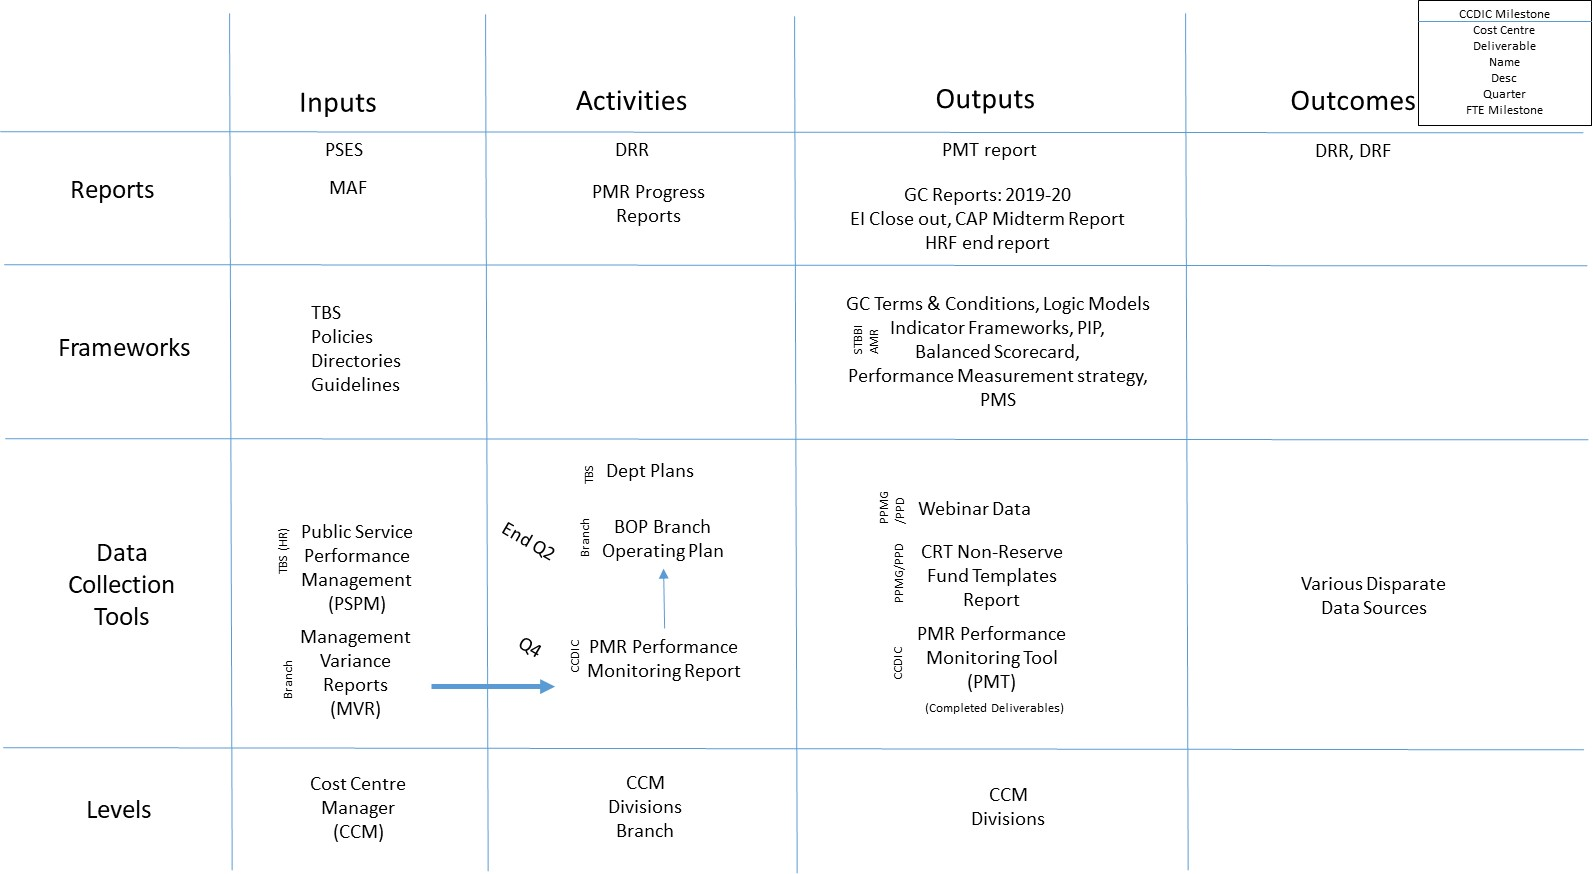 CCDIC Milestone
Cost Centre
Deliverable
Name
Desc
Quarter
FTE Milestone
Inputs
Activities
Outputs
Outcomes
Reports
PSES
MAF
DRR
PMR Progress
Reports
PMT report
GC Reports: 2019-20
EI Close out, CAP Midterm Report
HRF end report
DRR, DRF
Frameworks
TBS
Policies
Directories
Guidelines
STBBI
AMR
GC Terms & Conditions, Logic Models
Indicator Frameworks, PIP,
Balanced Scorecard,
Performance Measurement strategy,
PMS
Data
Collection
Tools
TBS (HR)
Public Service
Performance
Management
(PSPM)
Branch
Management
Variance
Reports
(MVR)
TBS
Dept Plans
End Q2
Branch
BOP Branch
Operating Plan
Q4
CCDIC
PMR Performance
Monitoring Report
PPMG
/PPD
Webinar Data
PPMG/PPD
CRT Non-Reserve
Fund Templates
Report
CCDIC
PMR Performance
Monitoring Tool
(PMT)
(Completed Deliverables)
Various Disparate
Data Sources
Levels
Cost Centre
Manager
(CCM)
CCM
Divisions
Branch
CCM
Divisions